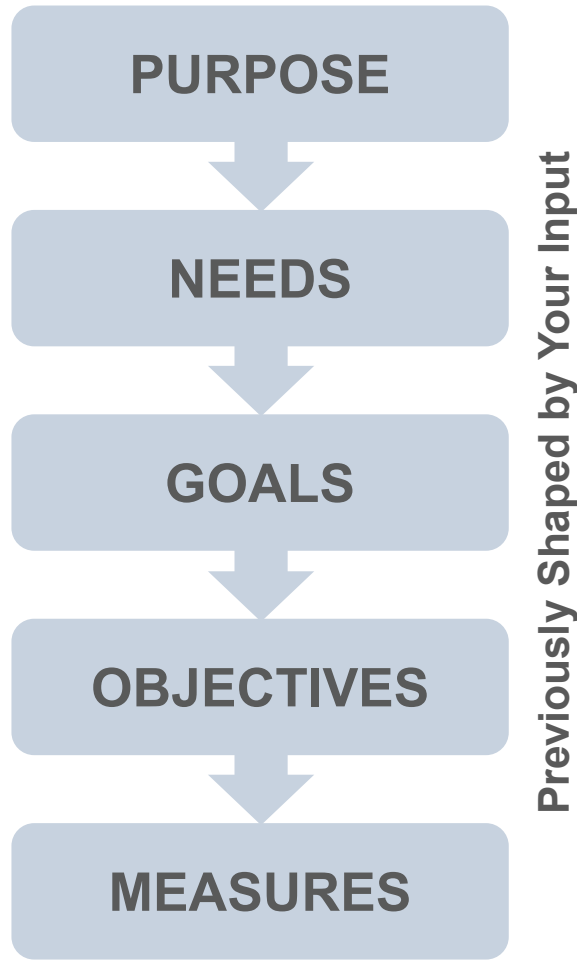 PURPOSE
NEEDS
GOALS
OBJECTIVES
MEASURES
Previously Shaped by Your Input